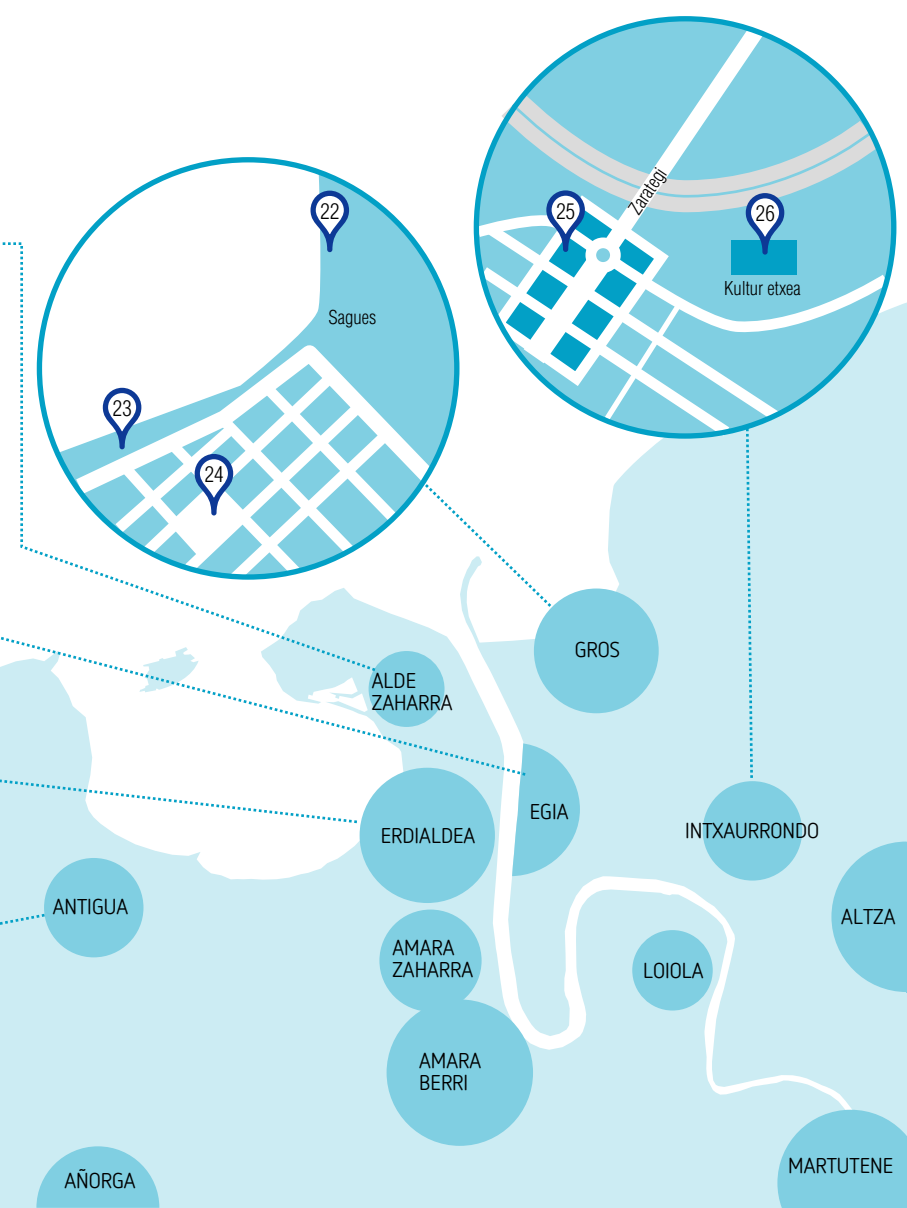 25
Zarategi
26
Kultur etxea
22
Sagues
23
24
GROS
ALDE
ZAHARRA
EGIA
ERDIALDEA
INTXAURRONDO
ANTIGUA
ALTZA
AMARA
ZAHARRA
LOIOLA
AMARA
BERRI
MARTUTENE
AÑORGA